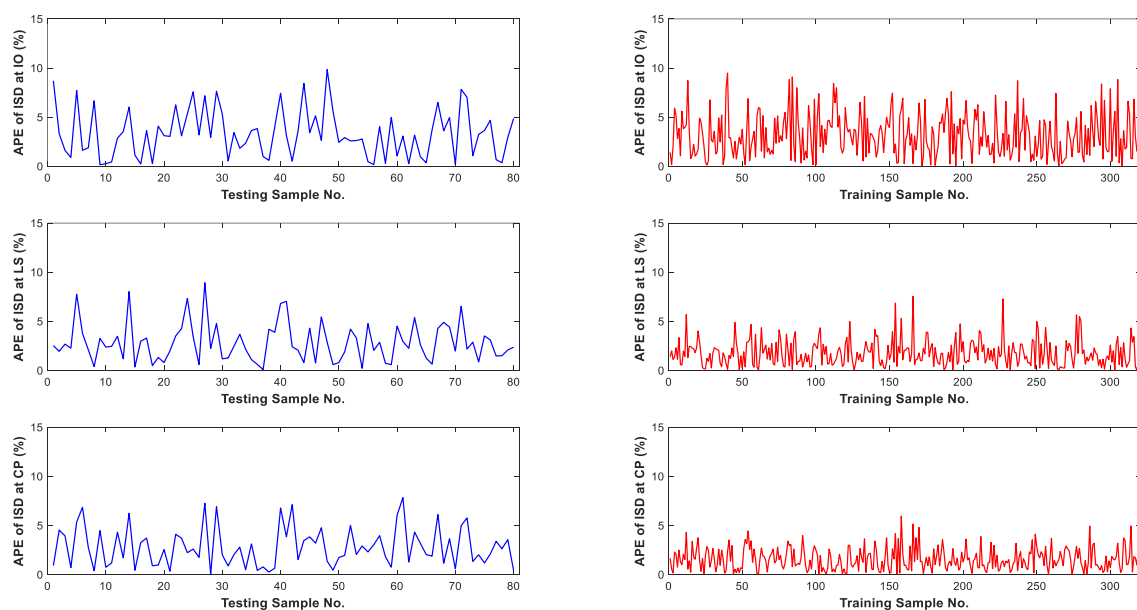 APE of ISD at IO (%)
15
10
5
0
0 10 20 30 40 50 60 70 80
Testing Sample No.
APE of ISD at IO (%)
15
10
5
0
0 50 100 150 200 250 300
Training Sample No.
APE of ISD at LS (%)
15
10
5
0
0 10 20 30 40 50 60 70 80
Testing Sample No.
APE of ISD at LS (%)
15
10
5
0
0 50 100 150 200 250 300
Training Sample No.
APE of ISD at CP (%)
15
10
5
0
0 10 20 30 40 50 60 70 80
Testing Sample No.
APE of ISD at CP (%)
15
10
5
0
0 50 100 150 200 250 300
Training Sample No.